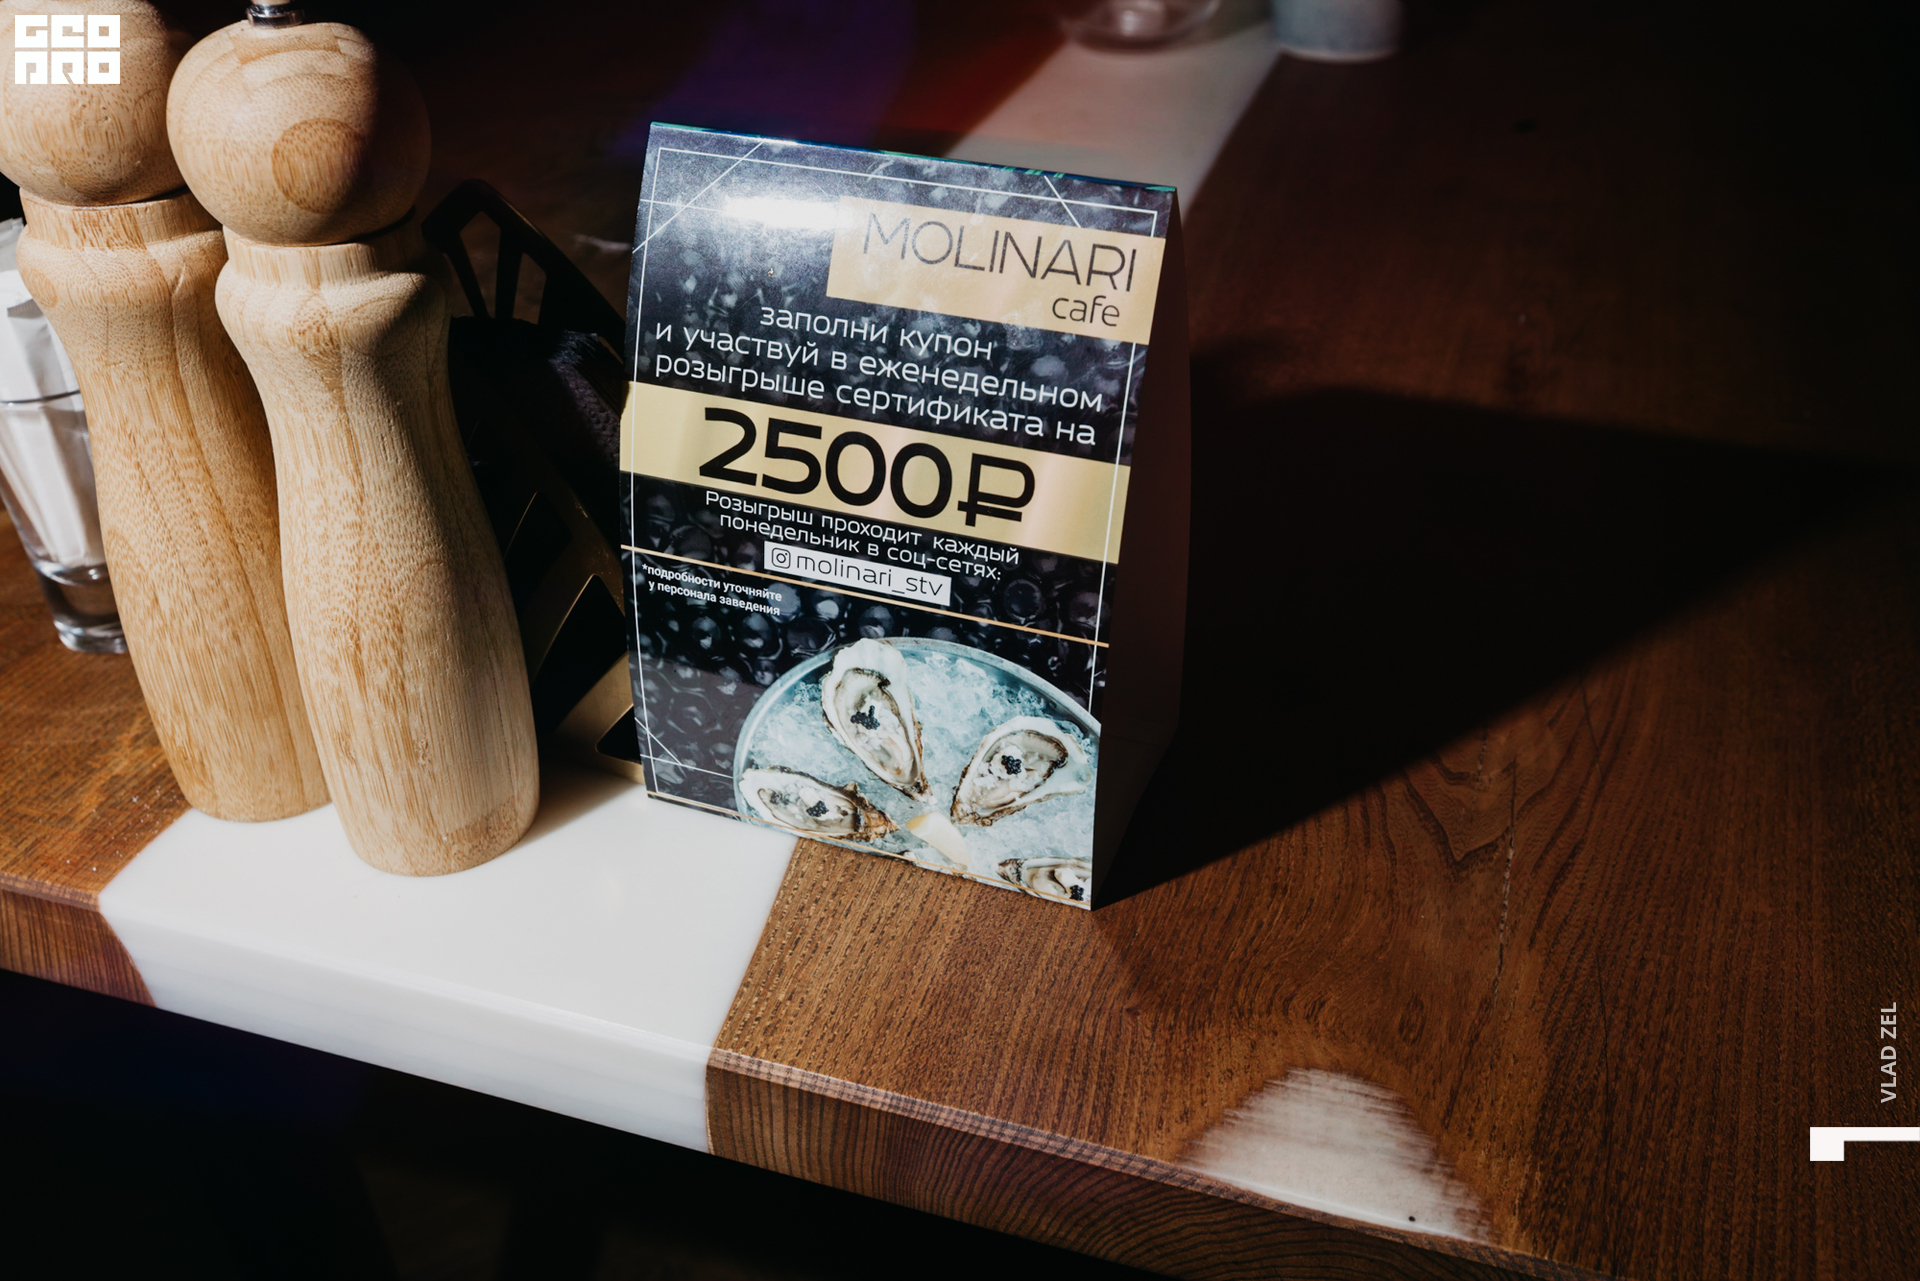 GEO
PRO
MOLINARI
cafe
заполни купон
и участвуй в еженедельном
розыгрыше сертификата на
2500₽
Розыгрыш проходит каждый
понедельник в соц-сетях:
molinari_stv
*подробности уточняйте
у персонала заведения
VLAD ZEL